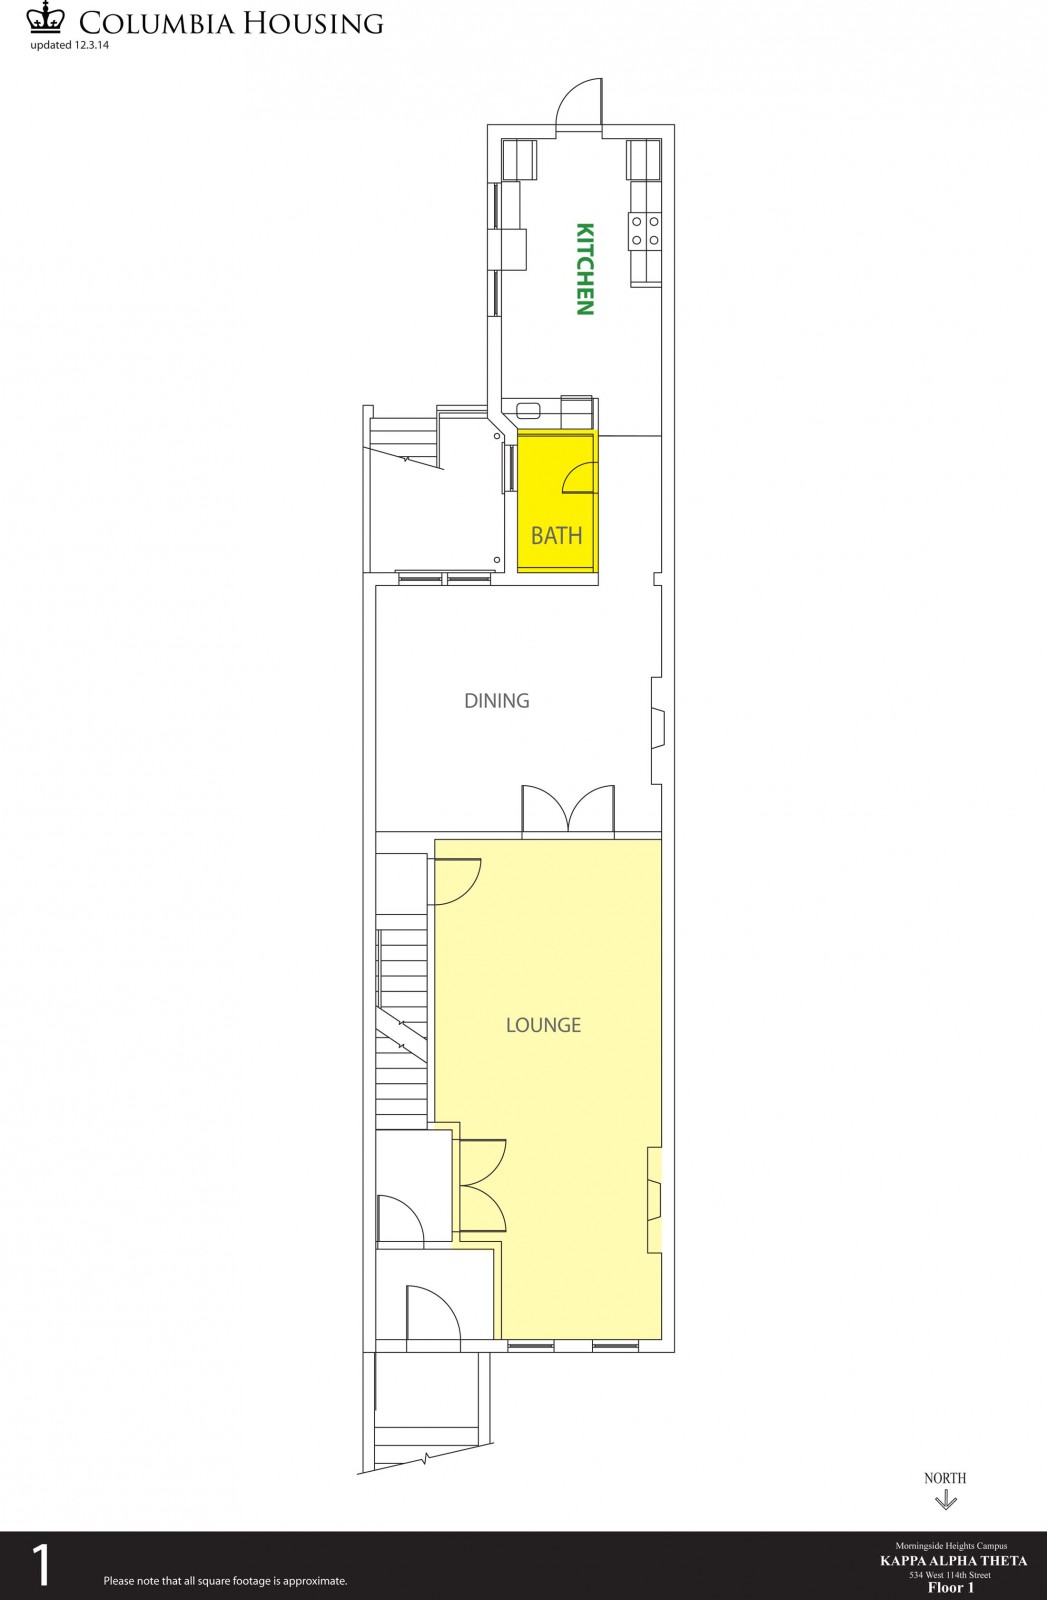 COLUMBIA HOUSING
updated 12.3.14
KITCHEN
BATH
DINING
LOUNGE
NORTH
1
Please note that all square footage is approximate.
Morningside Heights Campus
KAPPA ALPHA THETA
534 West 114th Street
Floor 1